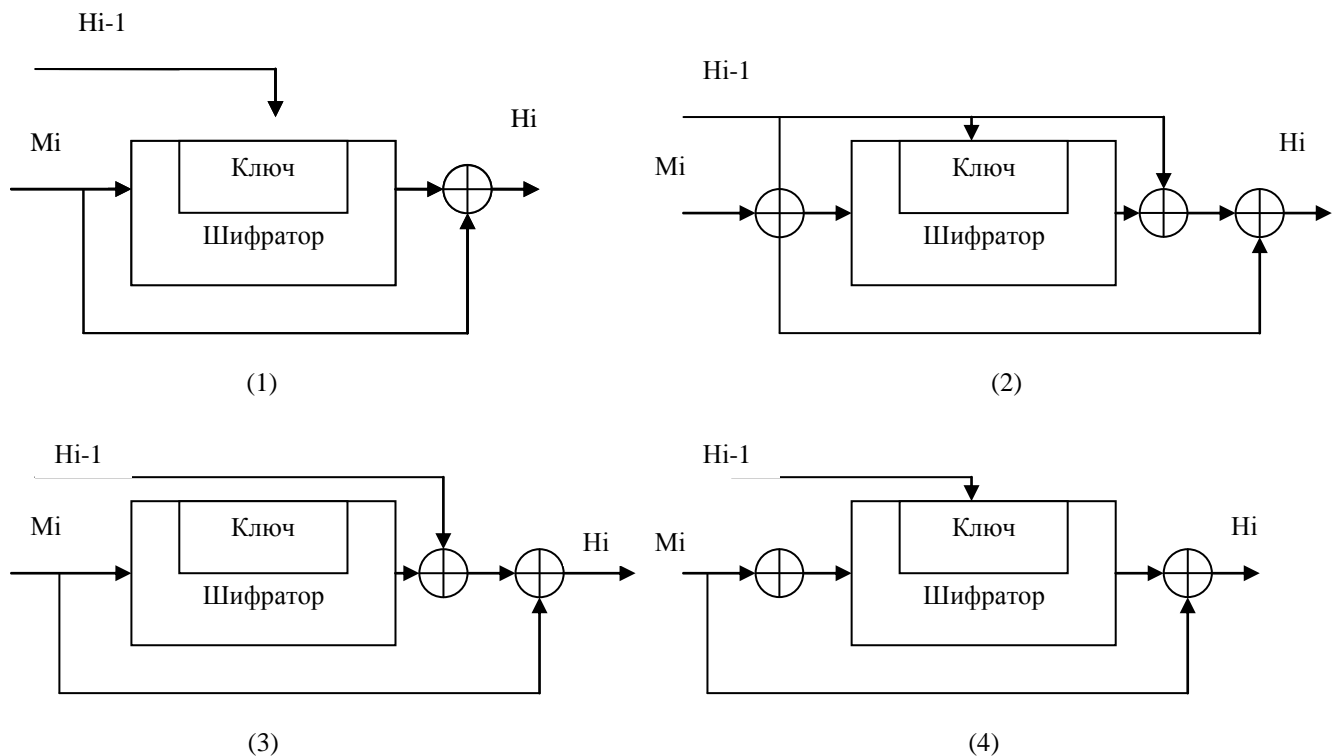 Hi-1
Mi
Ключ
Шифратор
Hi
(1)
Hi-1
Mi
Ключ
Шифратор
Hi
(2)
Hi-1
Mi
Ключ
Шифратор
Hi
(3)
Hi-1
Mi
Ключ
Шифратор
Hi
(4)